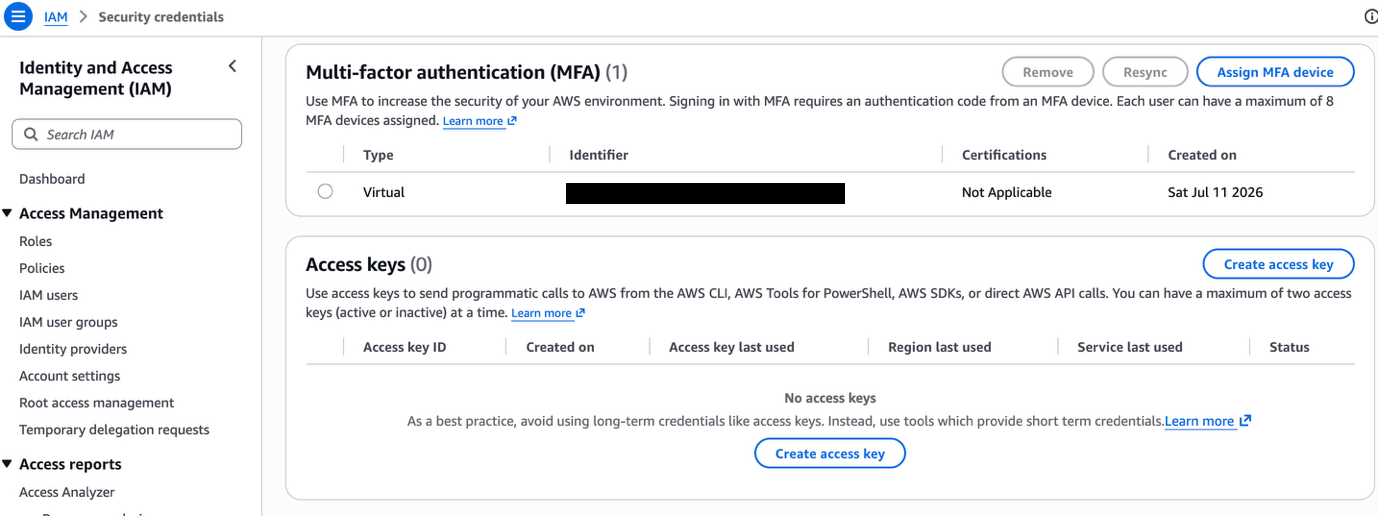 IAM > Security credentials
Identity and Access
Management (IAM)
Search IAM
Dashboard
Access Management
Roles
Policies
IAM users
IAM user groups
Identity providers
Account settings
Root access management
Temporary delegation requests
Access reports
Access Analyzer
Multi-factor authentication (MFA) (1)
Remove
Resync
Assign MFA device
Use MFA to increase the security of your AWS environment. Signing in with MFA requires an authentication code from an MFA device. Each user can have a maximum of 8
MFA devices assigned. Learn more
Type Identifier Certifications Created on
Virtual Not Applicable Sat Jul 11 2026
Access keys (0)
Create access key
Use access keys to send programmatic calls to AWS from the AWS CLI, AWS Tools for PowerShell, AWS SDKs, or direct AWS API calls. You can have a maximum of two access
keys (active or inactive) at a time. Learn more
Access key ID Created on Access key last used Region last used Service last used Status
No access keys
As a best practice, avoid using long-term credentials like access keys. Instead, use tools which provide short term credentials.Learn more
Create access key